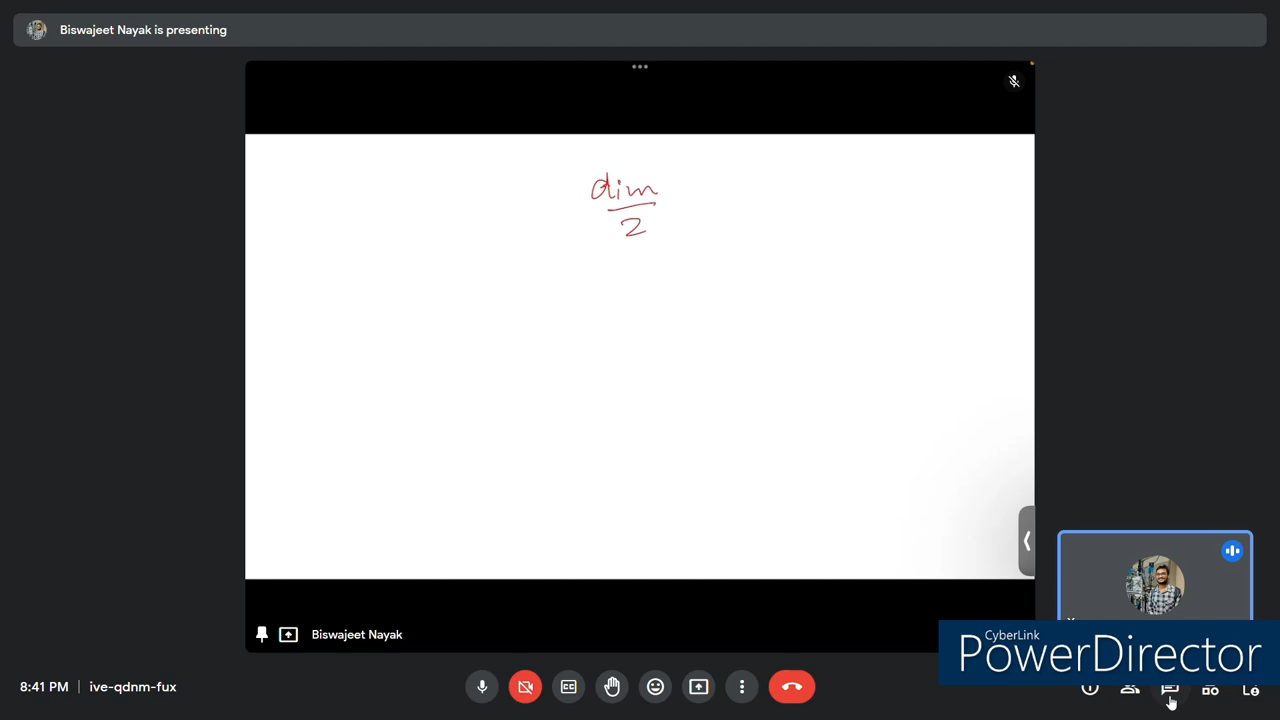 Biswajeet Nayak is presenting
dim
2
Biswajeet Nayak
CyberLink
PowerDirector
8:41 PM | ive-qdnm-fux